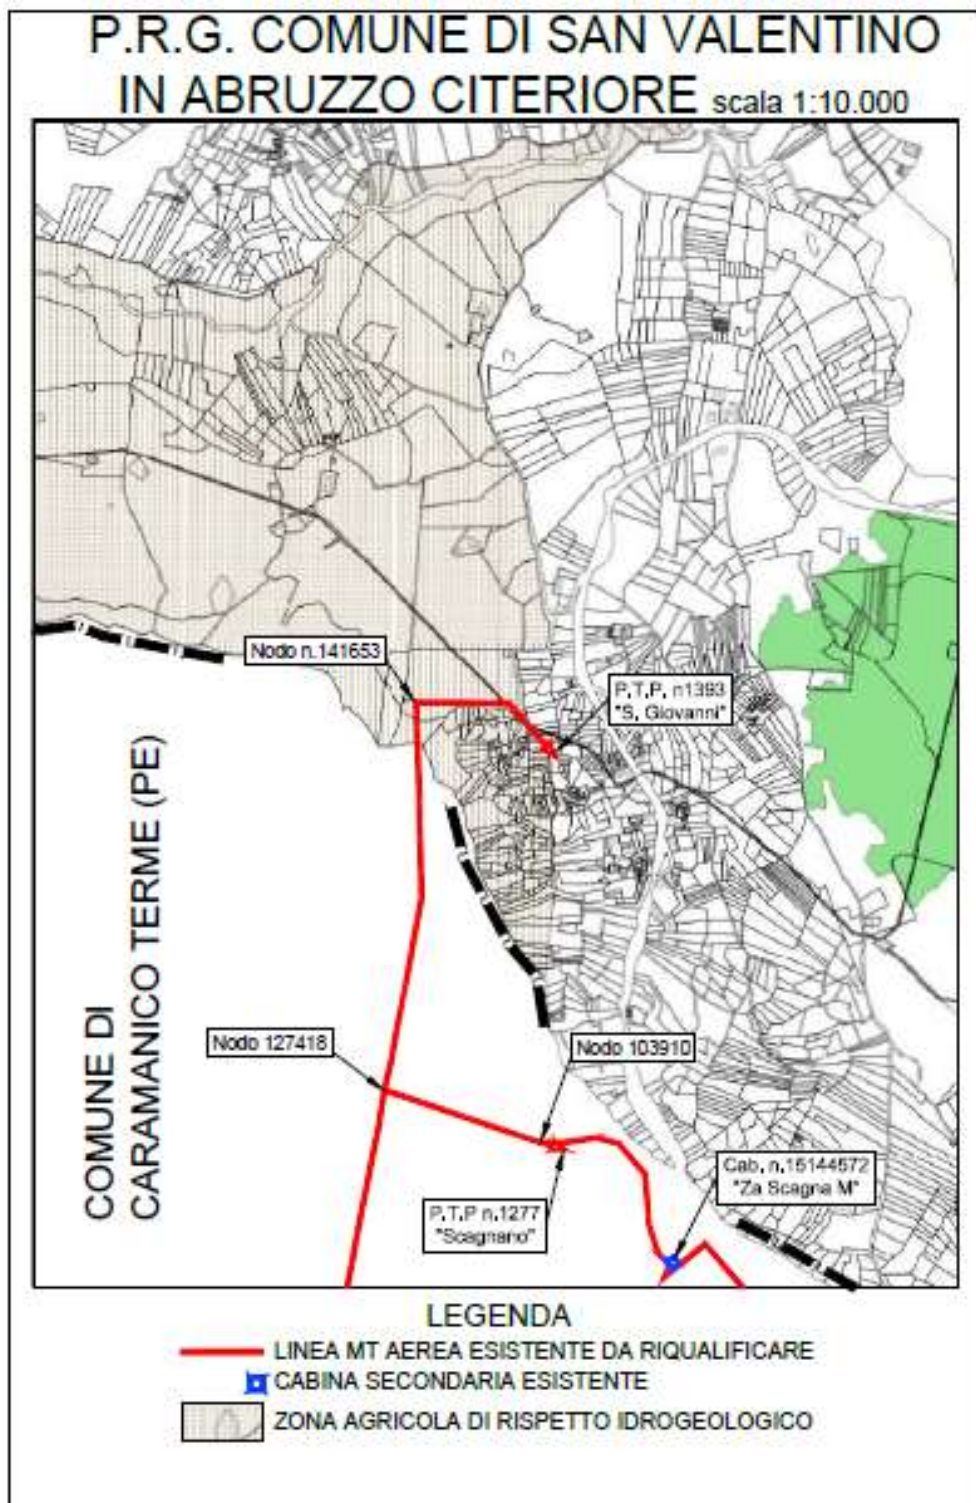 P.R.G. COMUNE DI SAN VALENTINO
IN ABRUZZO CITERIORE scala 1:10.000
Nodo n.141653
P.T.P. n1393
"S. Giovanni"
COMUNE DI
CARAMANICO TERME (PE)
Nodo 127418
Nodo 103910
Cab. n.15144572
"Za Scagna M"
P.T.P n.1277
"Scagnano"
LEGENDA
LINEA MT AEREA ESISTENTE DA RIQUALIFICARE
CABINA SECONDARIA ESISTENTE
ZONA AGRICOLA DI RISPETTO IDROGEOLOGICO